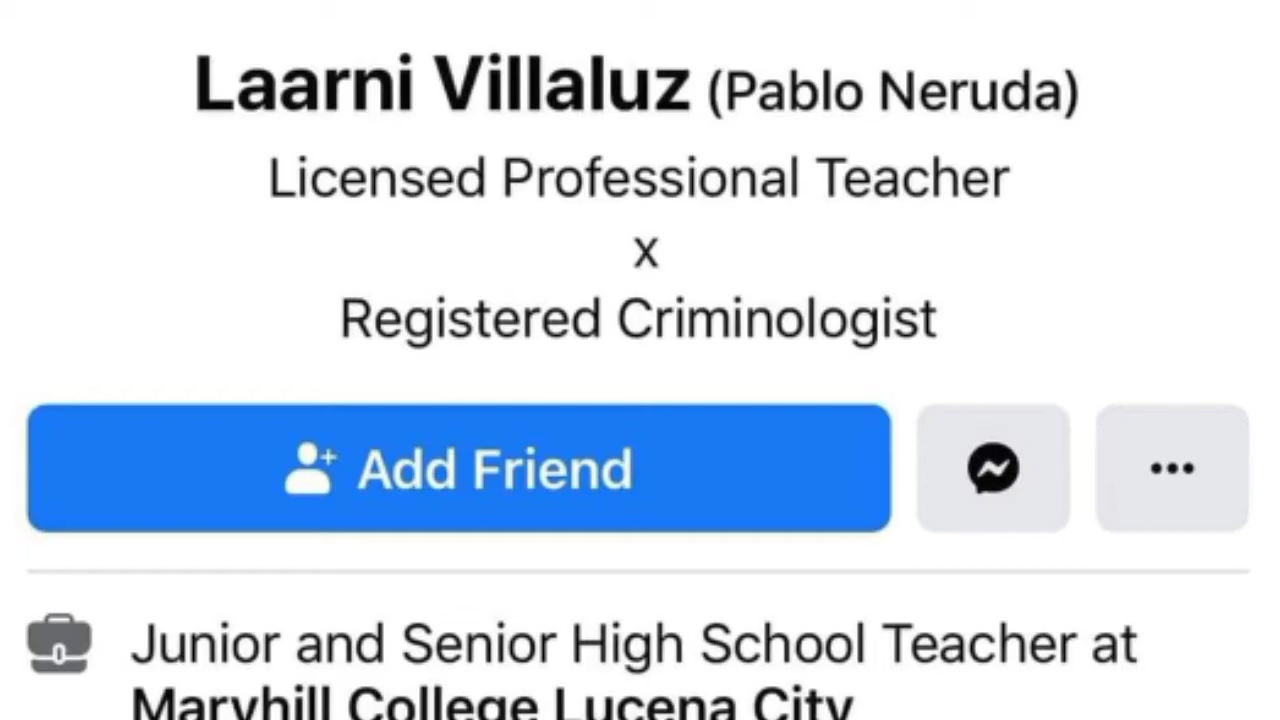 Laarni Villaluz (Pablo Neruda)
Licensed Professional Teacher
x
Registered Criminologist
Add Friend
Junior and Senior High School Teacher at
Maryhill College Lucena City